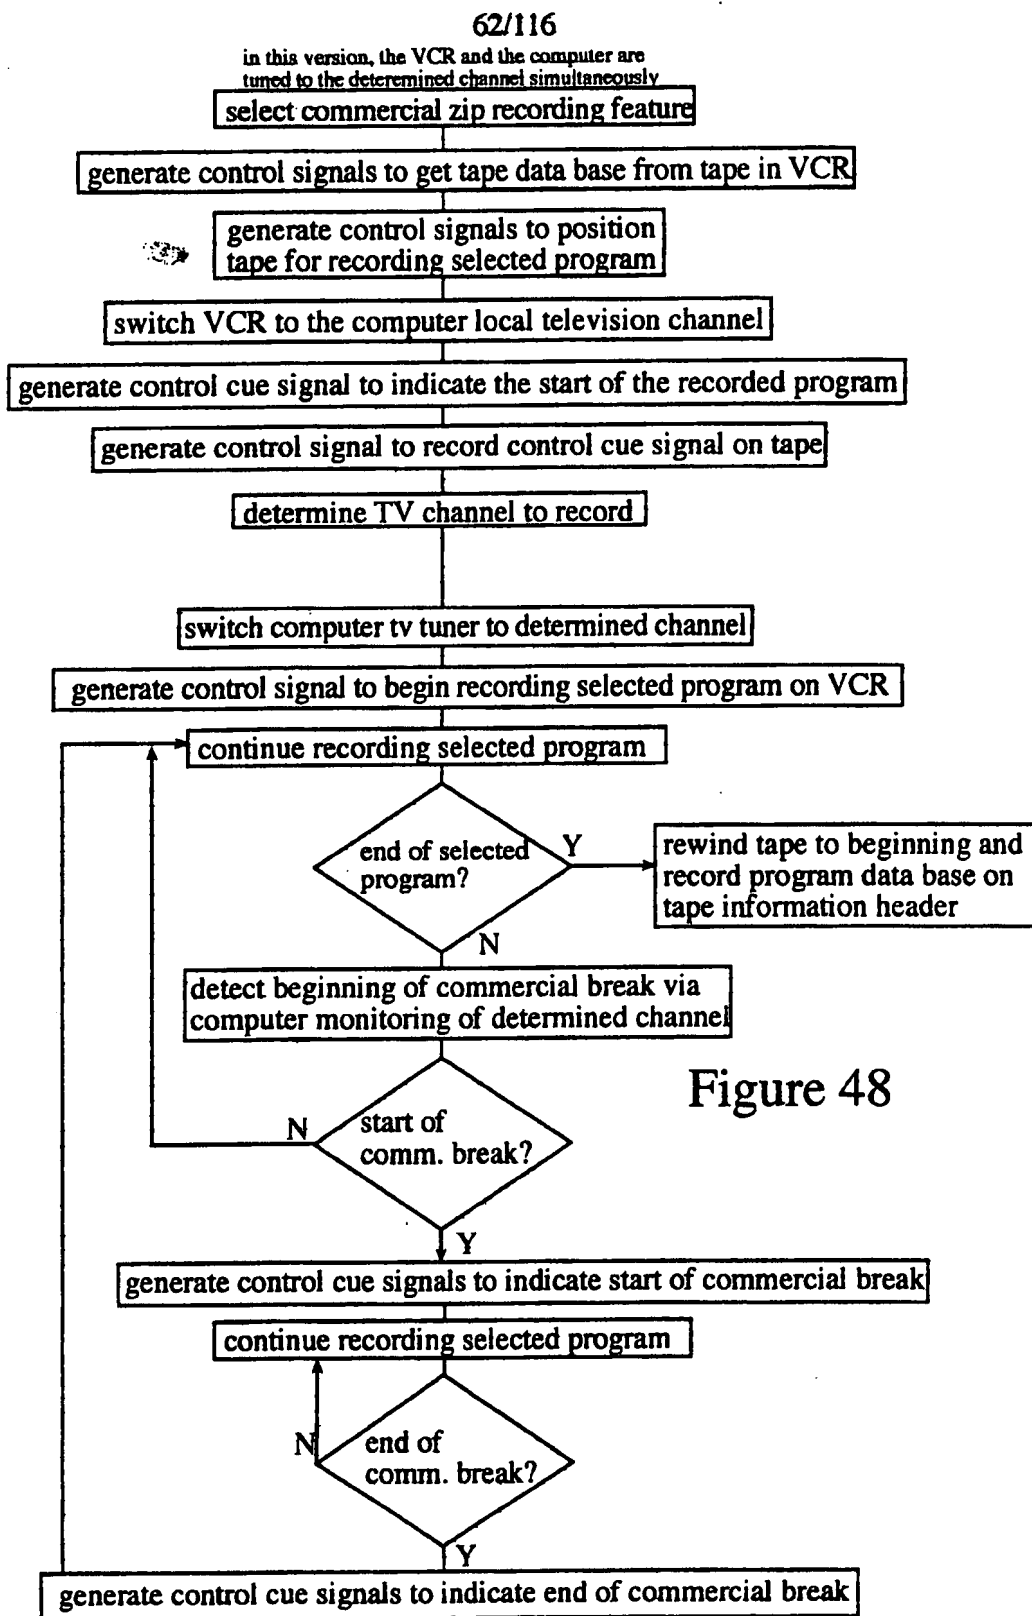 62/116
in this version, the VCR and the computer are
tuned to the deteremined channel simultaneously
select commercial zip recording feature
generate control signals to get tape data base from tape in VCR
generate control signals to position
tape for recording selected program
switch VCR to the computer local television channel
generate control cue signal to indicate the start of the recorded program
generate control signal to record control cue signal on tape
determine TV channel to record
switch computer tv tuner to determined channel
generate control signal to begin recording selected program on VCR
continue recording selected program
end of selected
program?
Y
rewind tape to beginning and
record program data base on
tape information header
N
detect beginning of commercial break via
computer monitoring of determined channel
Figure 48
N
start of
comm. break?
Y
generate control cue signals to indicate start of commercial break
continue recording selected program
N
end of
comm. break?
Y
generate control cue signals to indicate end of commercial break